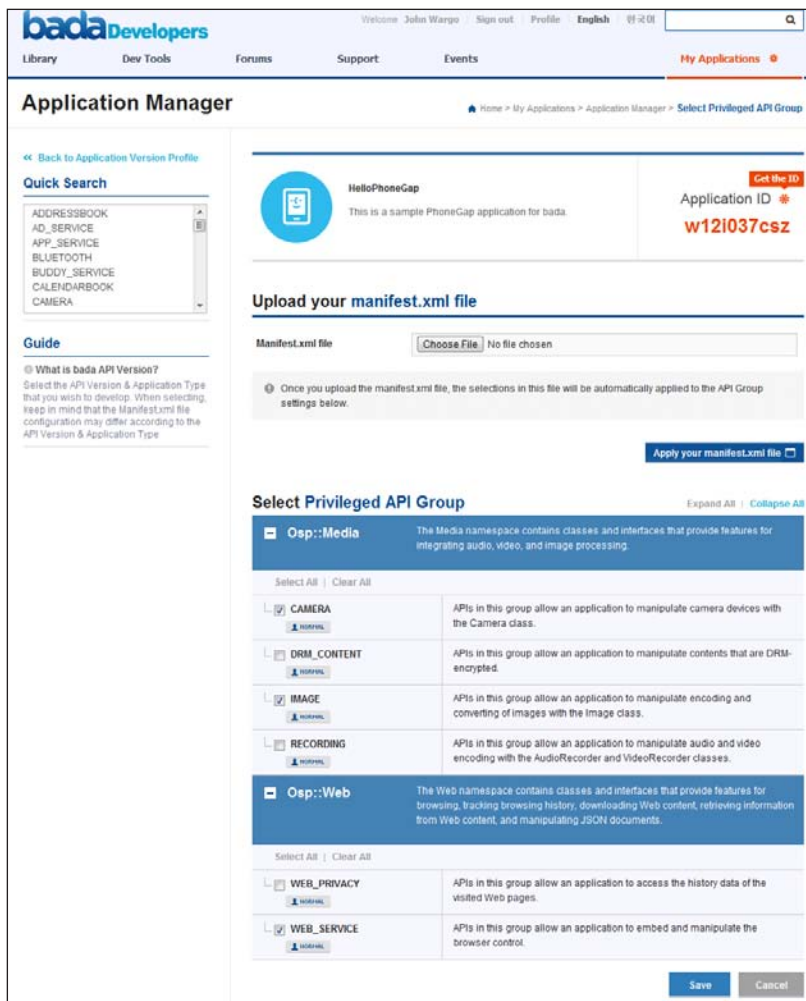 bada Developers
Welcome John Wargo Sign out Profile English 한국어
Library Dev Tools Forums Support Events My Applications
Application Manager
Home > My Applications > Application Manager > Select Privileged API Group
« Back to Application Version Profile
Quick Search
ADDRESSBOOK
AD_SERVICE
APP_SERVICE
BLUETOOTH
BUDDY_SERVICE
CALENDARBOOK
CAMERA
Guide
What is bada API Version?
Select the API Version & Application Type
that you wish to develop. When selecting,
keep in mind that the Manifest.xml file
configuration may differ according to the
API Version & Application Type
HelloPhoneGap
This is a sample PhoneGap application for bada.
Get the ID
Application ID
w12i037csz
Upload your manifest.xml file
Manifest.xml file Choose File No file chosen
Once you upload the manifest.xml file, the selections in this file will be automatically applied to the API Group
settings below.
Apply your manifest.xml file
Select Privileged API Group
Expand All | Collapse All
Osp::Media
The Media namespace contains classes and interfaces that provide features for
integrating audio, video, and image processing.
Select All | Clear All
CAMERA
NORMAL
APIs in this group allow an application to manipulate camera devices with
the Camera class.
DRM_CONTENT
NORMAL
APIs in this group allow an application to manipulate contents that are DRM-
encrypted.
IMAGE
NORMAL
APIs in this group allow an application to manipulate encoding and
converting of images with the Image class.
RECORDING
NORMAL
APIs in this group allow an application to manipulate audio and video
encoding with the AudioRecorder and VideoRecorder classes.
Osp::Web
The Web namespace contains classes and interfaces that provide features for
browsing, tracking browsing history, downloading Web content, retrieving information
from Web content, and manipulating JSON documents.
Select All | Clear All
WEB_PRIVACY
NORMAL
APIs in this group allow an application to access the history data of the
visited Web pages.
WEB_SERVICE
NORMAL
APIs in this group allow an application to embed and manipulate the
browser control.
Save Cancel